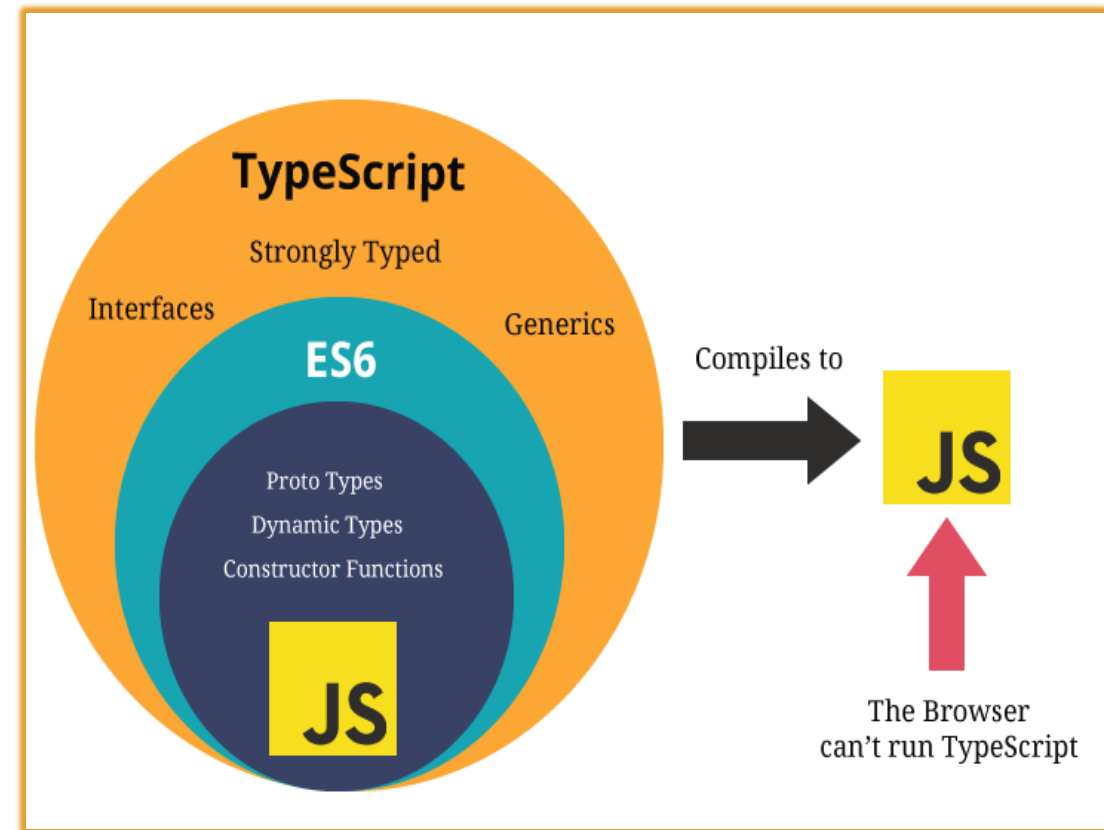 TypeScript
Strongly Typed
Interfaces
Generics
ES6
Proto Types
Dynamic Types
Constructor Functions
JS
Compiles to
JS
The Browser
can't run TypeScript